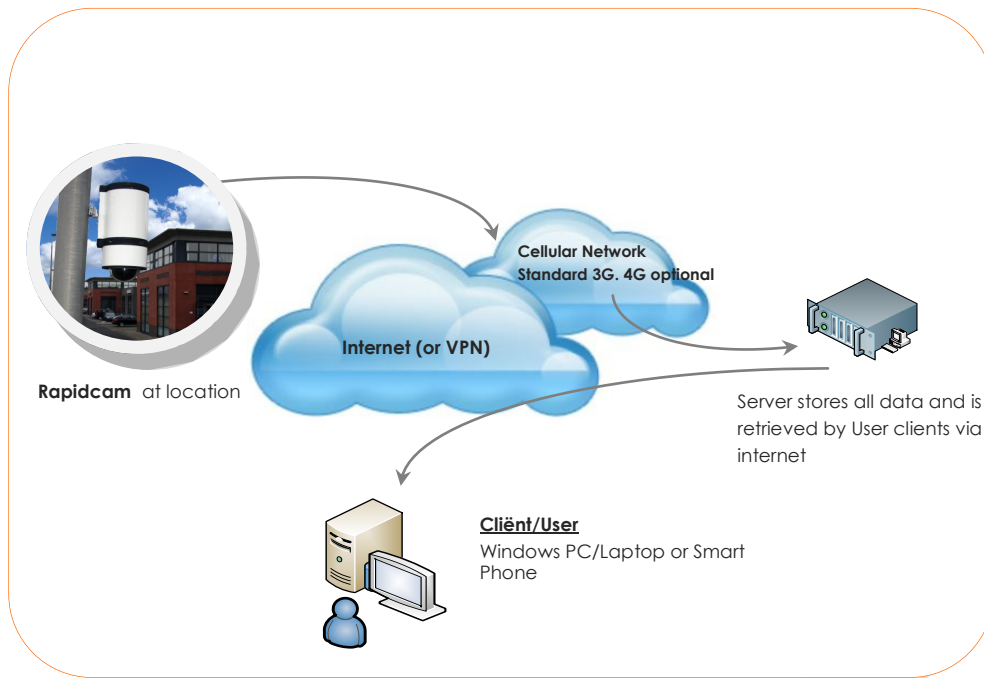 Cellular Network
Standard 3G. 4G optional
Internet (or VPN)
Rapidcam at location
Server stores all data and is
retrieved by User clients via
internet
Cliënt/User
Windows PC/Laptop or Smart
Phone